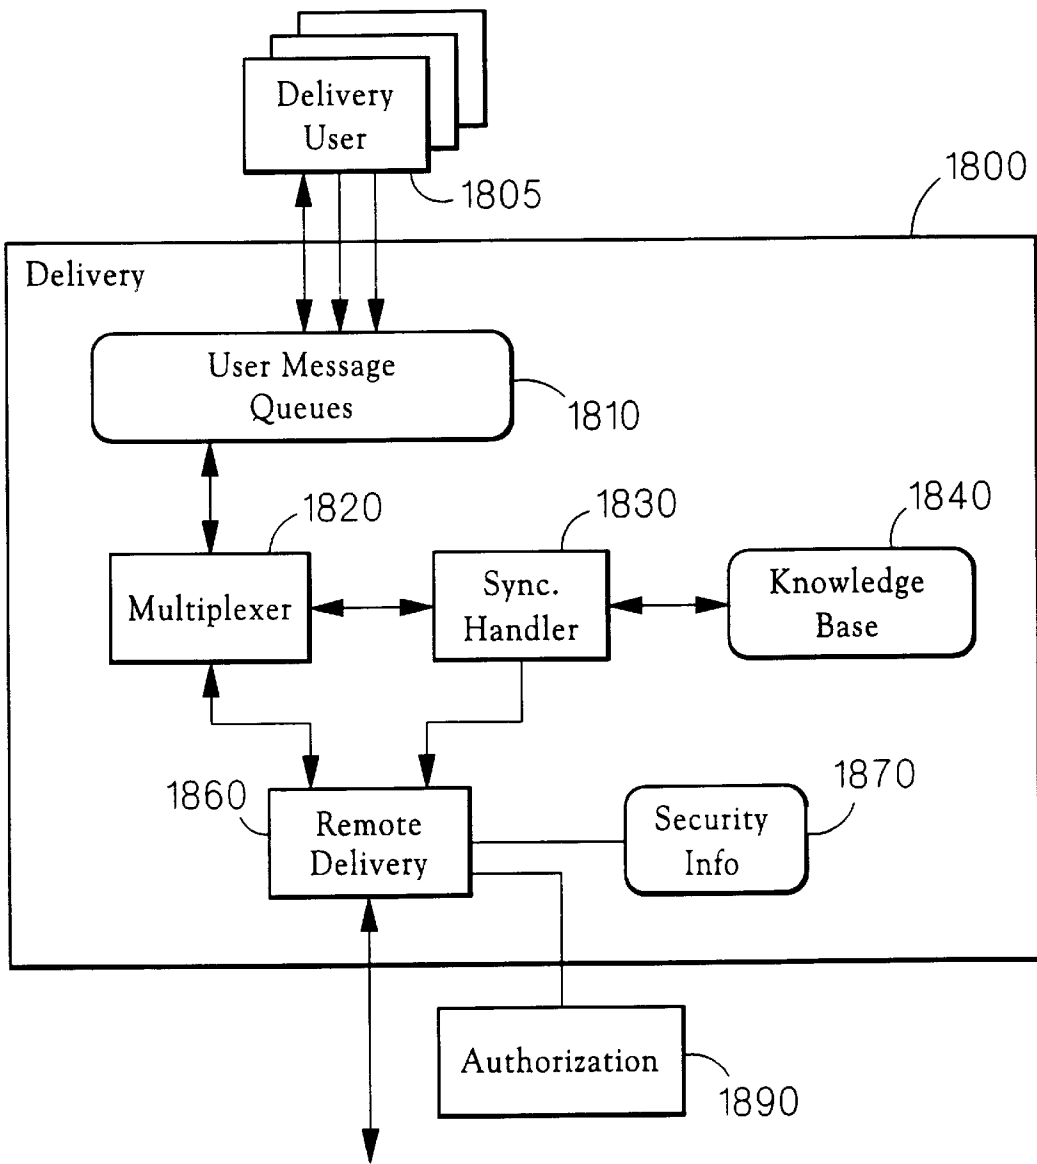 Delivery
User
1805
1800
Delivery
User Message
Queues
1810
1820
1830
1840
Multiplexer
Sync.
Handler
Knowledge
Base
1860
1870
Remote
Delivery
Security
Info
Authorization
1890